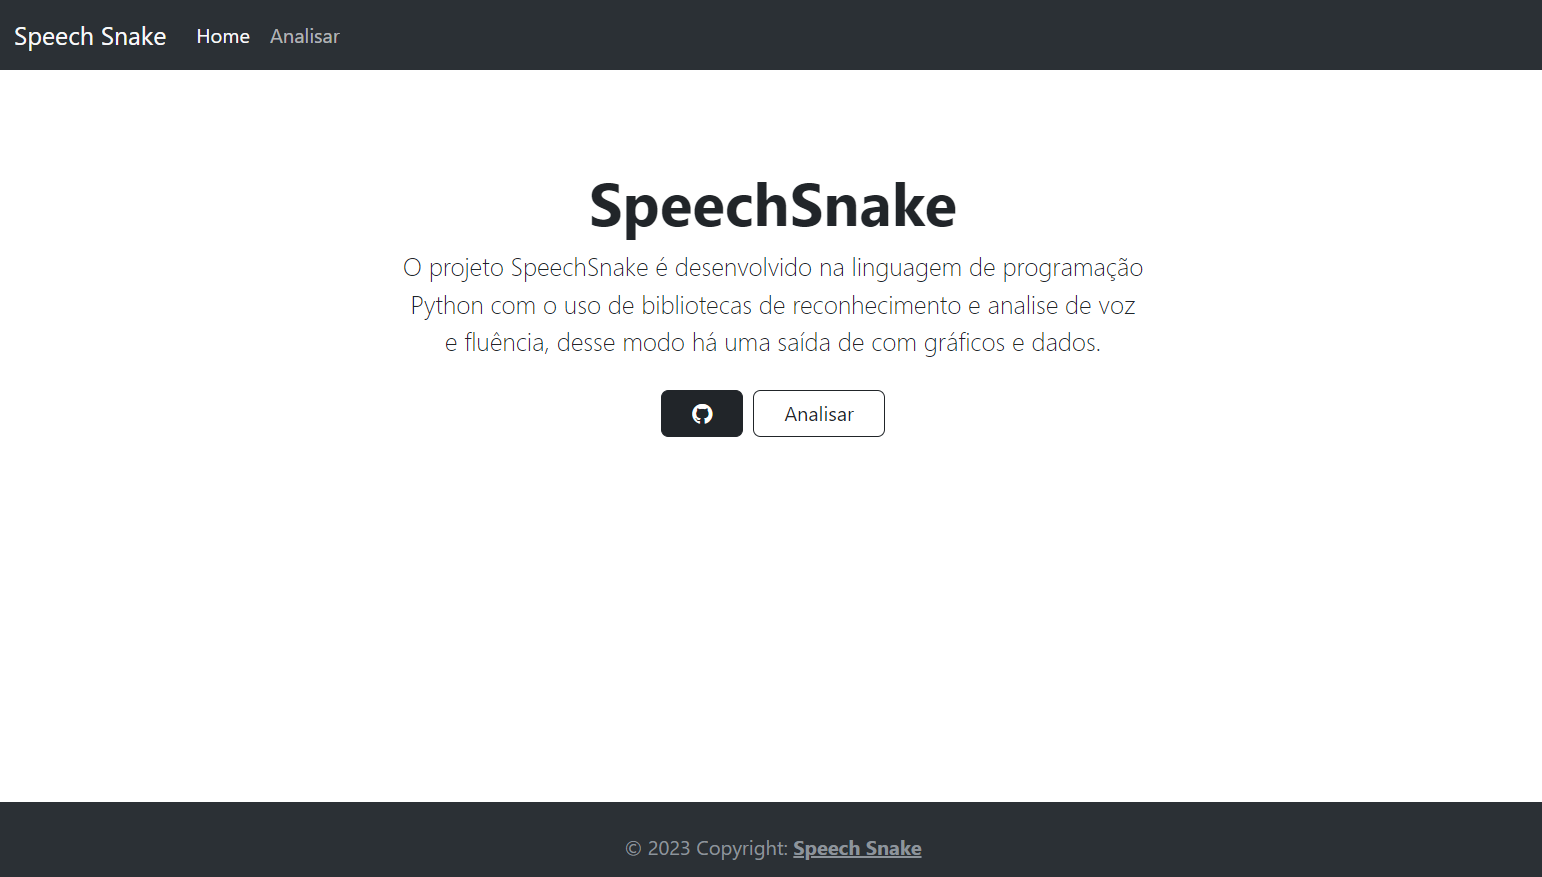 Speech Snake Home Analisar
SpeechSnake
O projeto SpeechSnake é desenvolvido na linguagem de programação
Python com o uso de bibliotecas de reconhecimento e analise de voz
e fluência, desse modo há uma saída de com gráficos e dados.
Analisar
© 2023 Copyright: Speech Snake